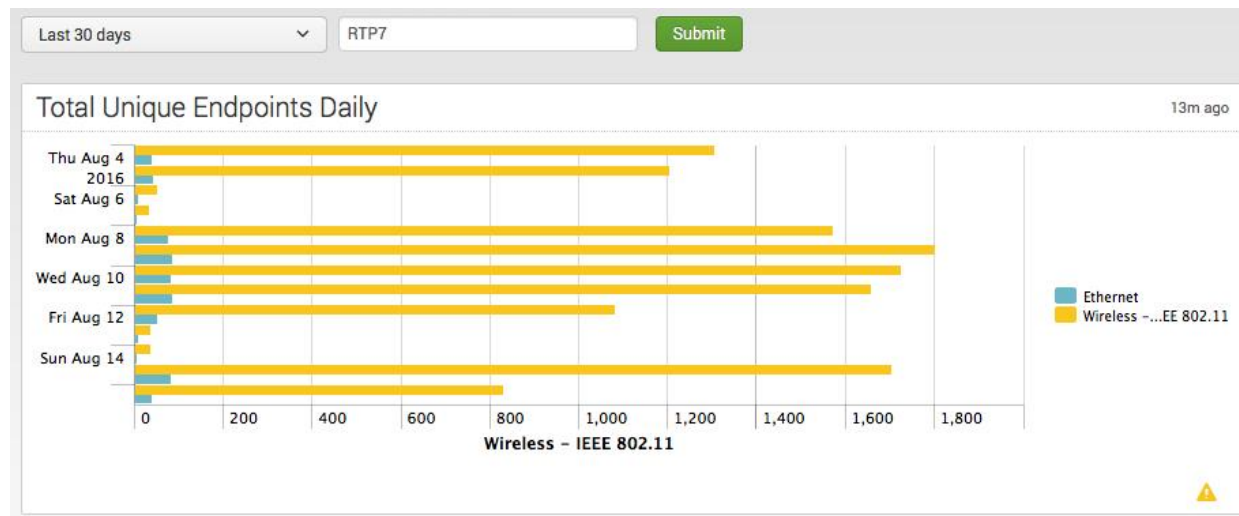 Last 30 days
RTP7
Submit
Total Unique Endpoints Daily
13m ago
Thu Aug 4
2016
Sat Aug 6
Mon Aug 8
Wed Aug 10
Fri Aug 12
Sun Aug 14
0 200 400 600 800 1,000 1,200 1,400 1,600 1,800
Wireless – IEEE 802.11
Ethernet
Wireless –...EE 802.11